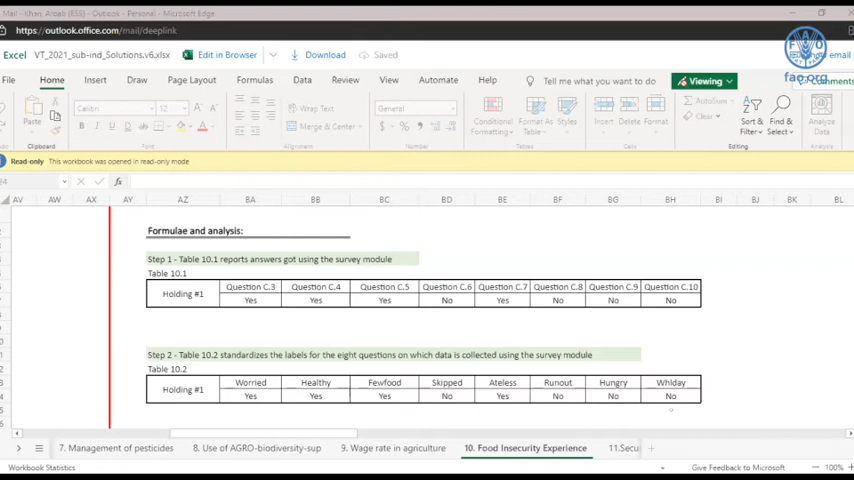 Mail - Khan, Arbab (ESS) - Outlook - Personal - Microsoft Edge
https://outlook.office.com/mail/deeplink
FAO
fao.org
Excel VT_2021_sub-ind_Solutions.v6.xlsx Edit in Browser Download Saved email
File Home Insert Draw Page Layout Formulas Data Review View Automate Help Tell me what you want to do Viewing Comments
Paste Calibri 12 Wrap Text General Conditional Format As Styles Insert Delete Format AutoSum Sort & Find & Analyze
B Merge & Center $ % Formatting Table Clear Filter Select Data
Clipboard Font Alignment Number Tables Cells Editing Analysis
Read-only This workbook was opened in read-only mode
fx
AV AW AX AY AZ BA BB BC BD BE BF BG BH BI BJ BK BL
Formulae and analysis:
Step 1 - Table 10.1 reports answers got using the survey module
Table 10.1
Holding #1 Question C.3 Question C.4 Question C.5 Question C.6 Question C.7 Question C.8 Question C.9 Question C.10
Yes Yes Yes No Yes No No No
Step 2 - Table 10.2 standardizes the labels for the eight questions on which data is collected using the survey module
Table 10.2
Holding #1 Worried Healthy Fewfood Skipped Ateless Runout Hungry Whlday
Yes Yes Yes No Yes No No No
7. Management of pesticides 8. Use of AGRO-biodiversity-sup 9. Wage rate in agriculture 10. Food Insecurity Experience 11.Secu
Workbook Statistics Give Feedback to Microsoft 100%